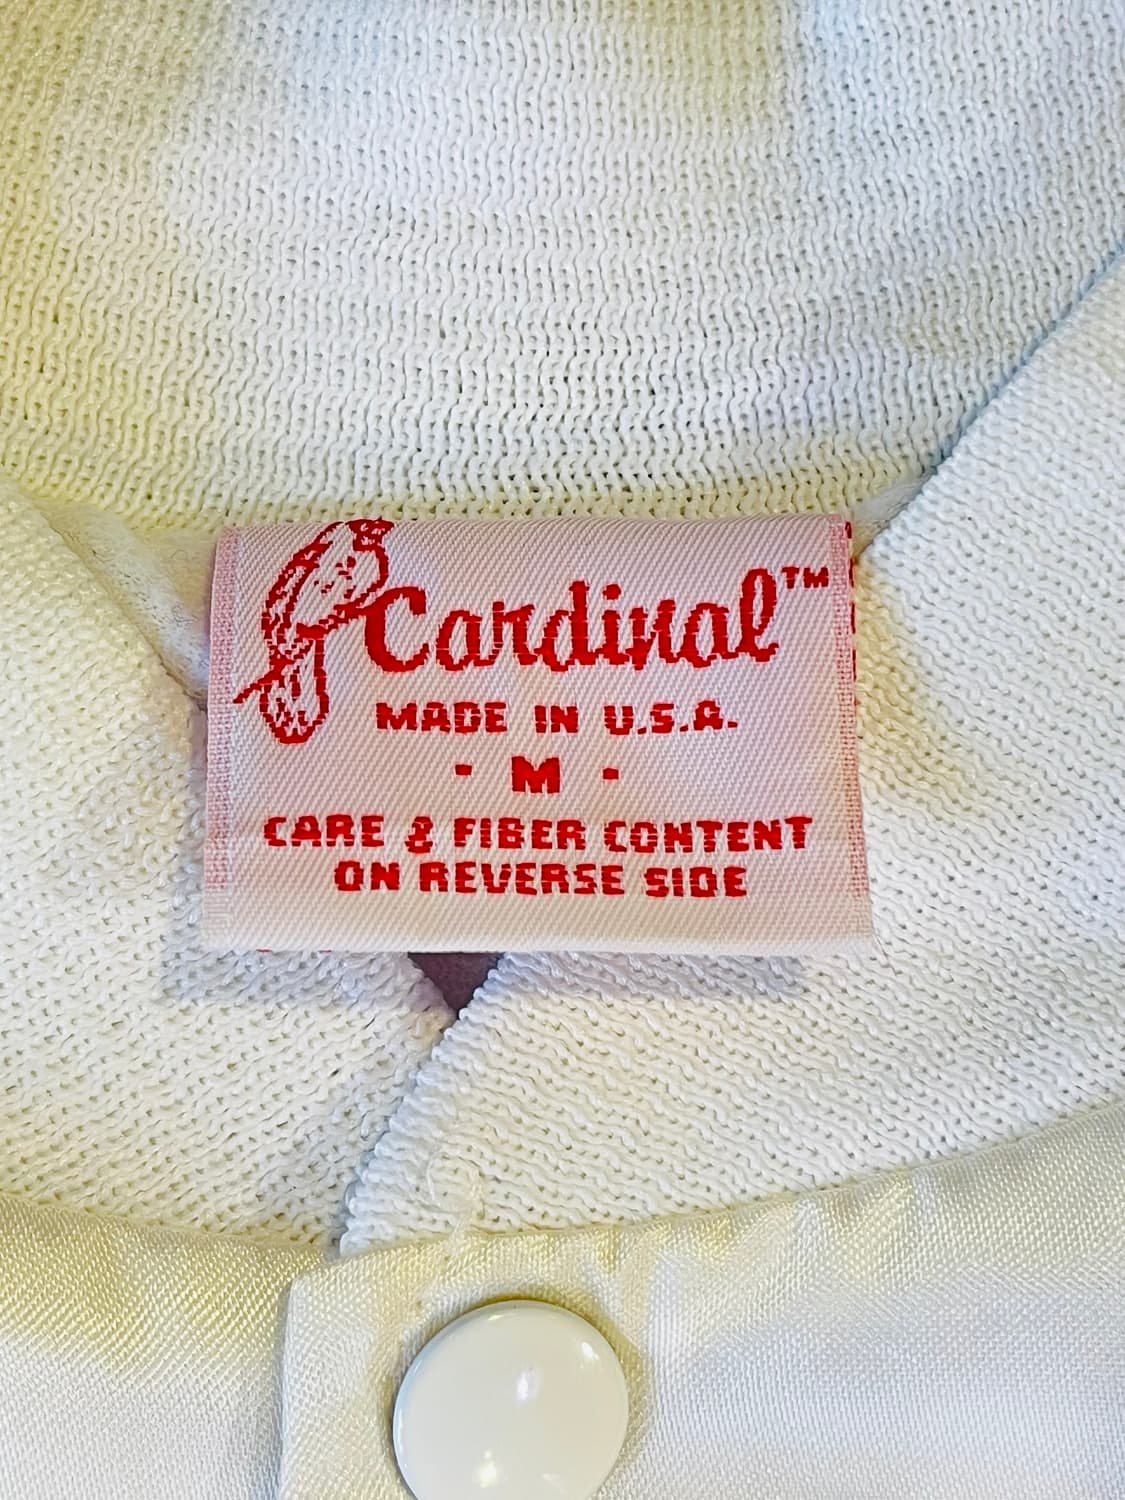 Cardinal™
MADE IN U.S.A.
- M -
CARE & FIBER CONTENT
ON REVERSE SIDE